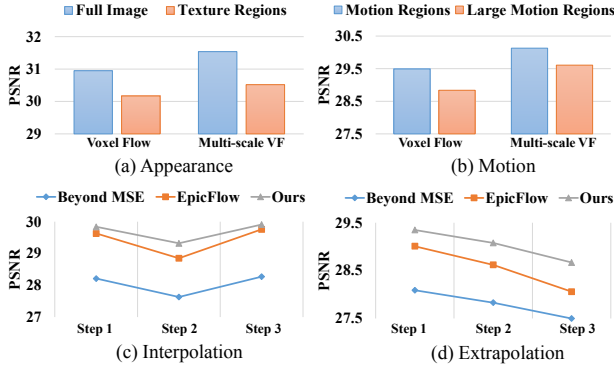 Full Image Texture Regions
PSNR
32
31
30
29
Voxel Flow Multi-scale VF
(a) Appearance
Motion Regions Large Motion Regions
PSNR
30.5
29.5
28.5
27.5
Voxel Flow Multi-scale VF
(b) Motion
Beyond MSE EpicFlow Ours
PSNR
30
29
28
27
Step 1 Step 2 Step 3
(c) Interpolation
Beyond MSE EpicFlow Ours
PSNR
29.5
28.5
27.5
Step 1 Step 2 Step 3
(d) Extrapolation